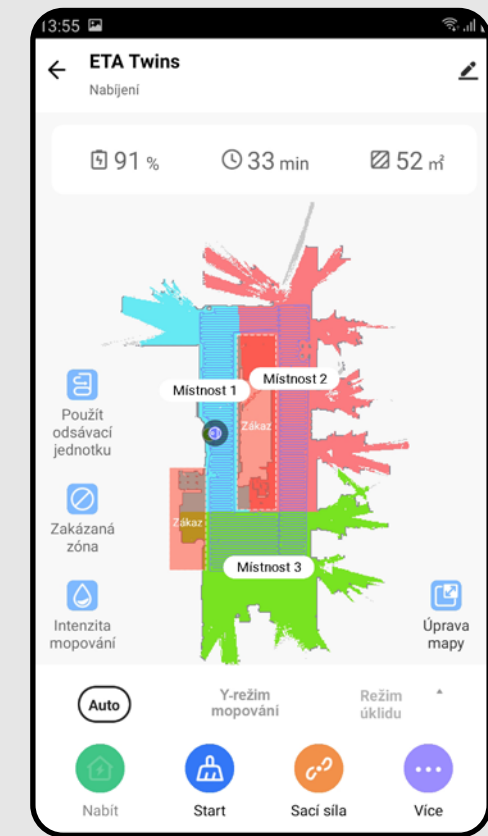 13:55
ETA Twins
Nabíjení
91 %
33 min
52 ㎡
Místnost 1
Místnost 2
Zákaz
Použít
odsávací
jednotku
Zakázaná
zóna
Zákaz
Místnost 3
Intenzita
mopování
Úprava
mapy
Auto
Y-režim
mopování
Režim
úklidu
Nabít
Start
Sací síla
Více